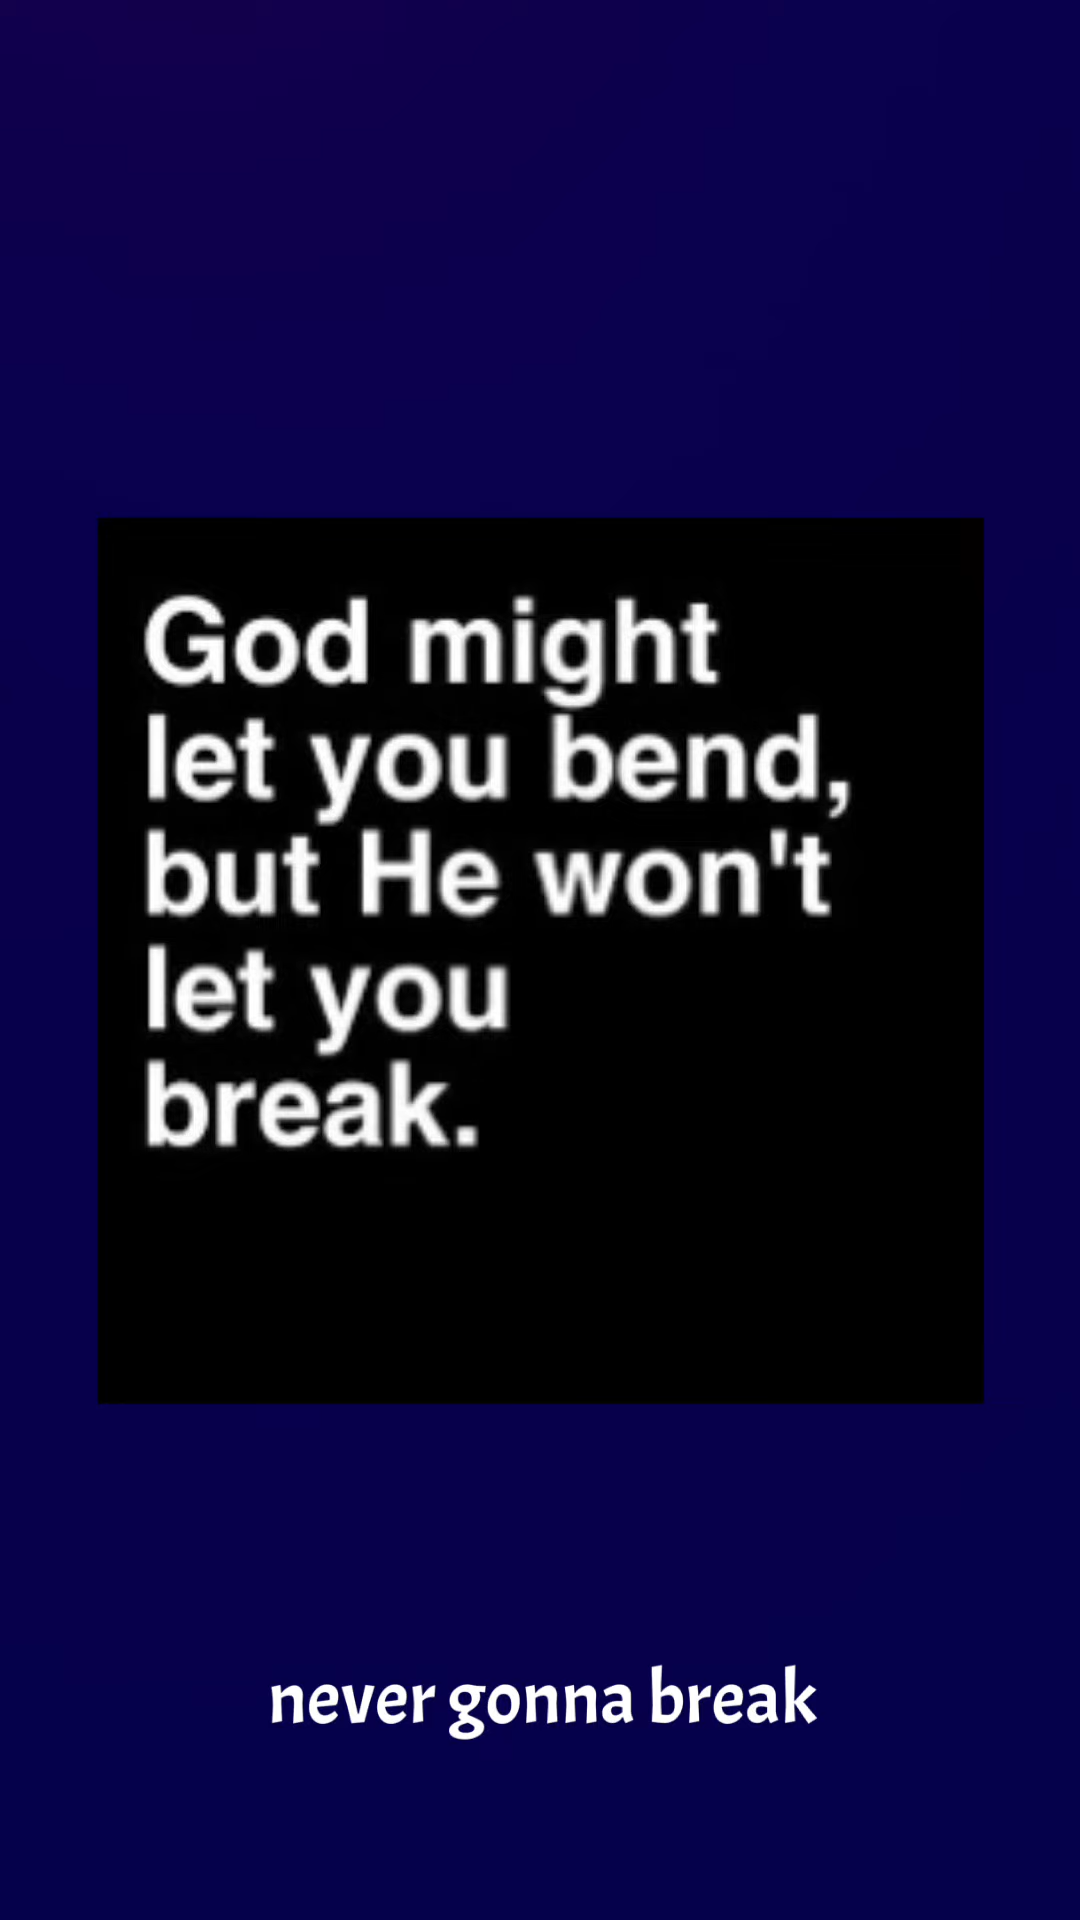 God might
let you bend,
but He won't
let you
break.
never gonna break